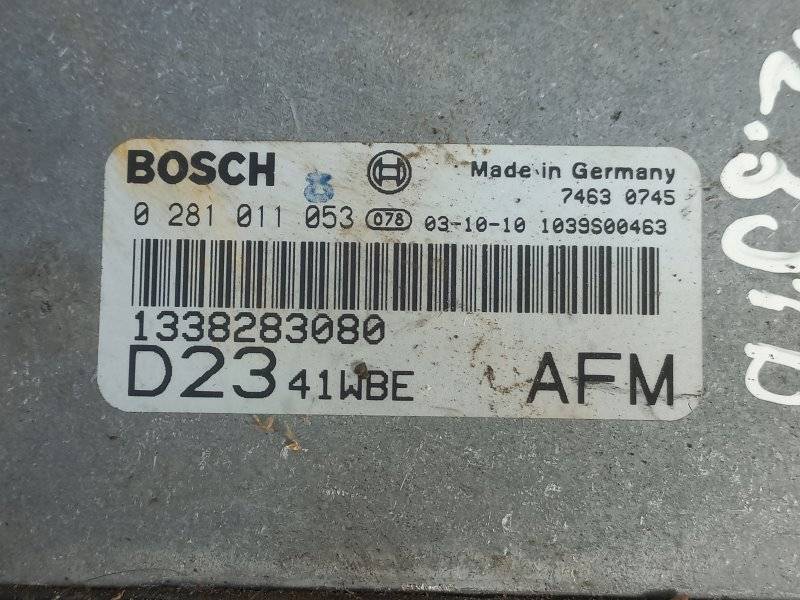 BOSCH
Made in Germany
7463 0745
0 281 011 053 078 03-10-10 1039S00463
1338283080
D23 41WBE AFM